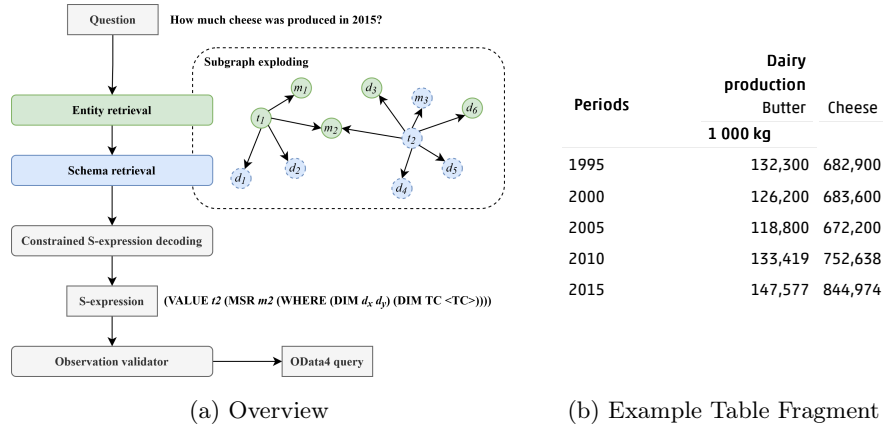 Question
How much cheese was produced in 2015?
Subgraph exploding
Entity retrieval
Schema retrieval
t1
m1
m2
d1
d2
d3
m3
d6
t2
d4
d5
Constrained S-expression decoding
S-expression
(VALUE t2 (MSR m2 (WHERE (DIM dx dy) (DIM TC <TC>))))
Observation validator
OData4 query
(a) Overview
Dairy
production
Periods Butter Cheese
1 000 kg
1995 132,300 682,900
2000 126,200 683,600
2005 118,800 672,200
2010 133,419 752,638
2015 147,577 844,974
(b) Example Table Fragment